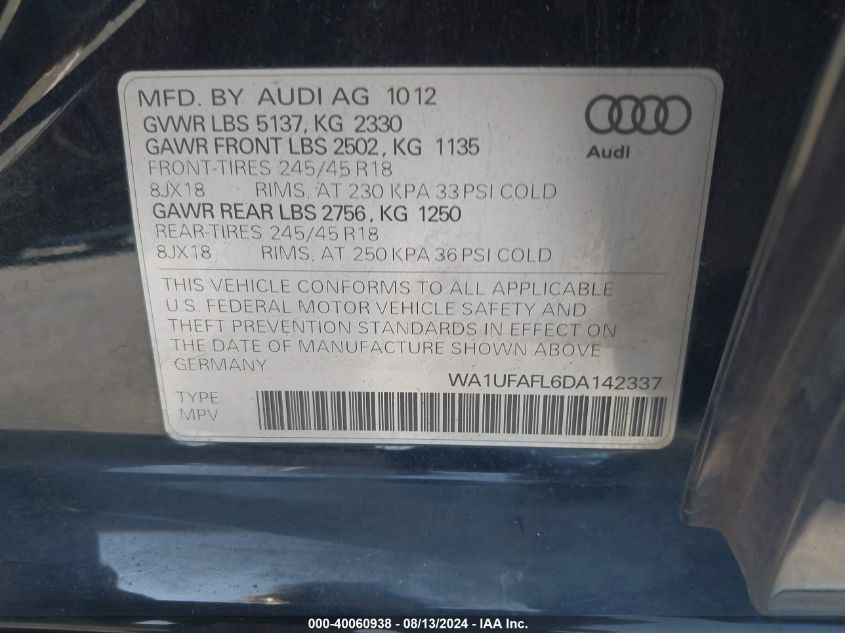 MFD. BY AUDI AG 1012
GVWR LBS 5137, KG 2330
GAWR FRONT LBS 2502, KG 1135
FRONT-TIRES 245/45 R18
8JX18 RIMS, AT 230 KPA 33 PSI COLD
GAWR REAR LBS 2756, KG 1250
REAR-TIRES 245/45 R18
8JX18 RIMS, AT 250 KPA 36 PSI COLD
Audi
THIS VEHICLE CONFORMS TO ALL APPLICABLE
U.S. FEDERAL MOTOR VEHICLE SAFETY AND
THEFT PREVENTION STANDARDS IN EFFECT ON
THE DATE OF MANUFACTURE SHOWN ABOVE
GERMANY
WA1UFAFL6DA142337
TYPE
MPV
000-40060938 - 08/13/2024 - IAA Inc.